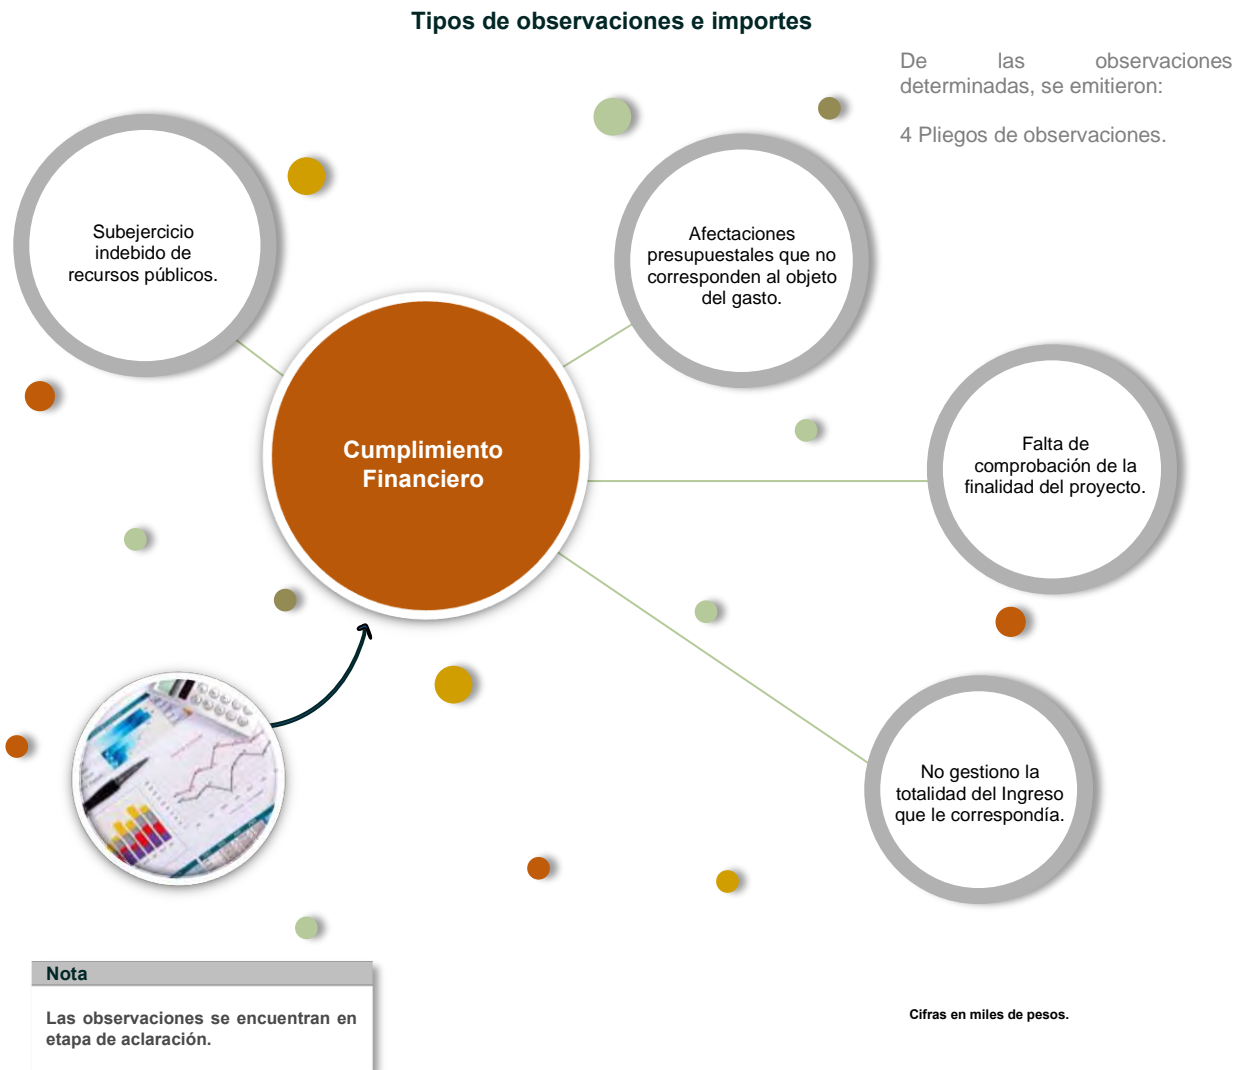 Tipos de observaciones e importes
De las observaciones
determinadas, se emitieron:
4 Pliegos de observaciones.
Subejercicio
indebido de
recursos públicos.
Afectaciones
presupuestales que no
corresponden al objeto
del gasto.
Cumplimiento
Financiero
Falta de
comprobación de la
finalidad del proyecto.
No gestiono la
totalidad del Ingreso
que le correspondía.
Nota
Las observaciones se encuentran en
etapa de aclaración.
Cifras en miles de pesos.